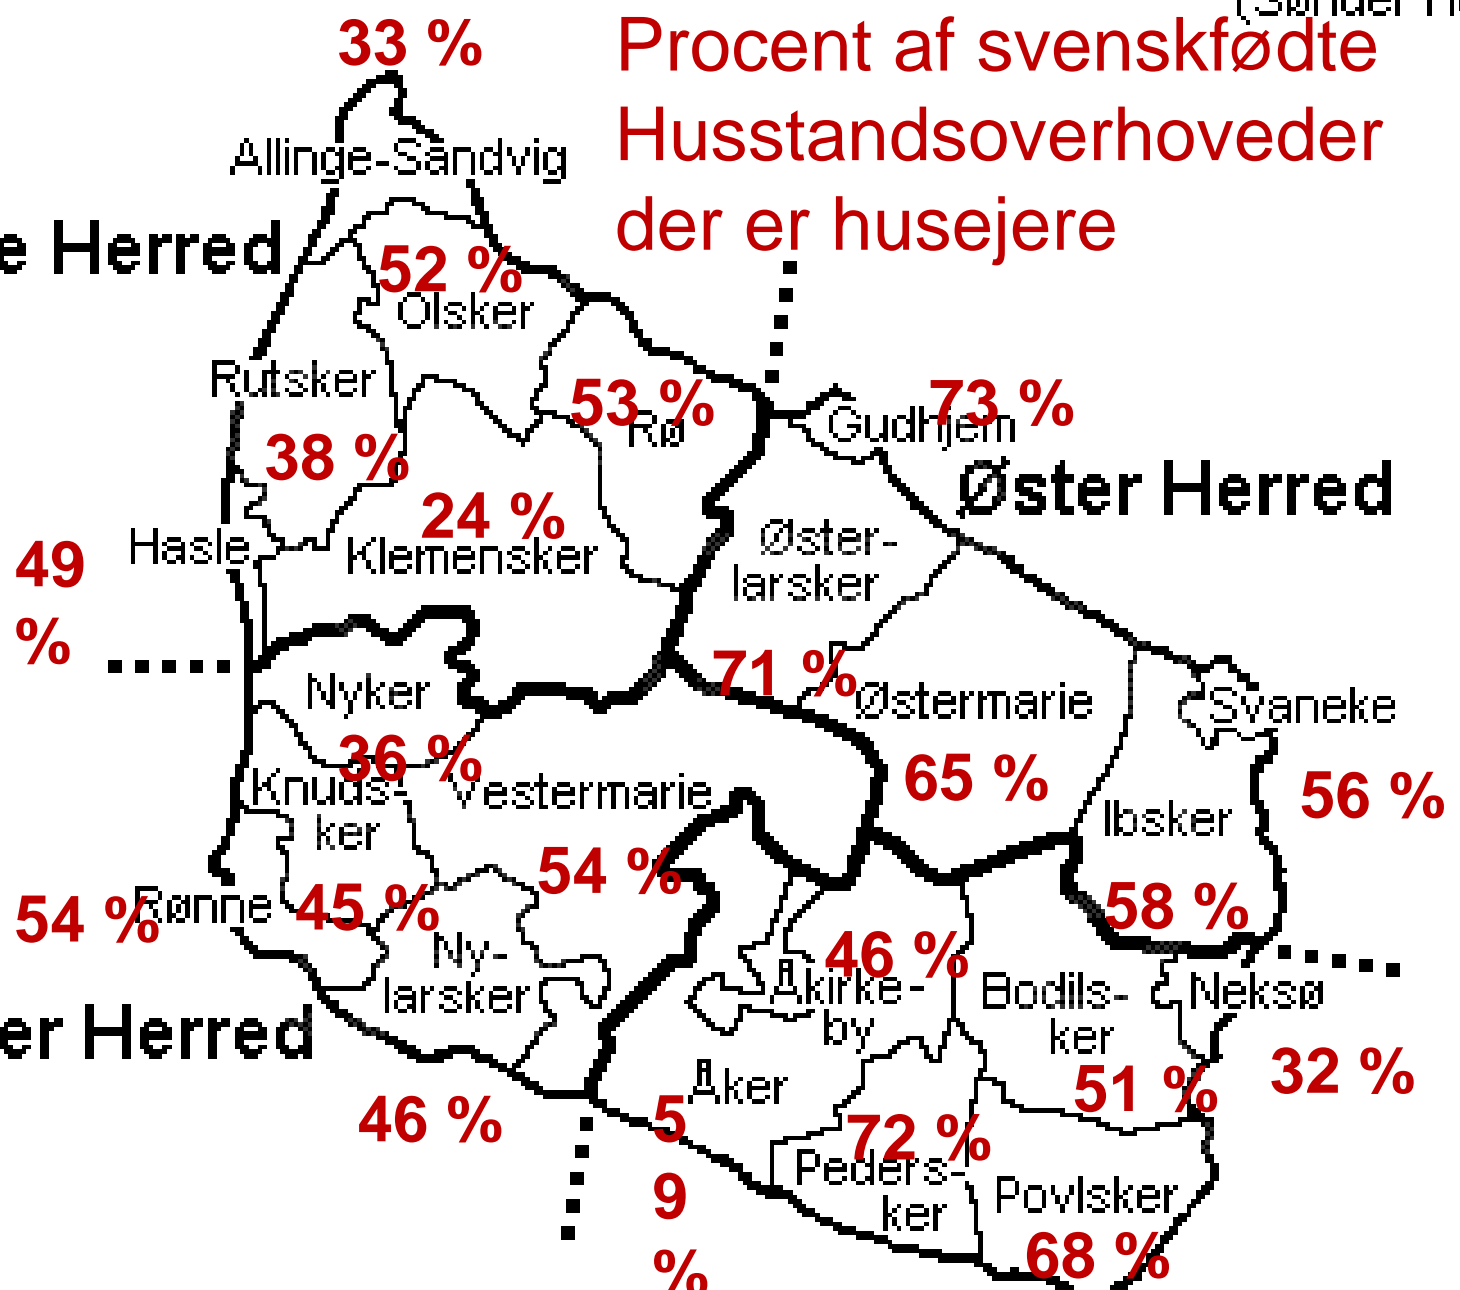 (Sønder H
33 %
Procent af svenskfødte
Husstandsoverhoveder
der er husejere
Allinge-Sandvig
e Herred
52 %
Olsker
Rutsker
53 %
Rø
73 %
Gudhjem
38 %
Øster Herred
24 %
49
%
Hasle
Klemensker
Øster-
larsker
Nyker
71 %
Østermarie
Svaneke
36 %
65 %
56 %
Knuds-
ker
Vestermarie
Ibsker
54 %
54 %
Rønne
45 %
58 %
Ny-
larsker
46 %
Åkirke-
by
Bodils-
ker
Neksø
er Herred
46 %
32 %
51 %
Åker
5
9
%
72 %
Peders-
ker
Povlsker
68 %